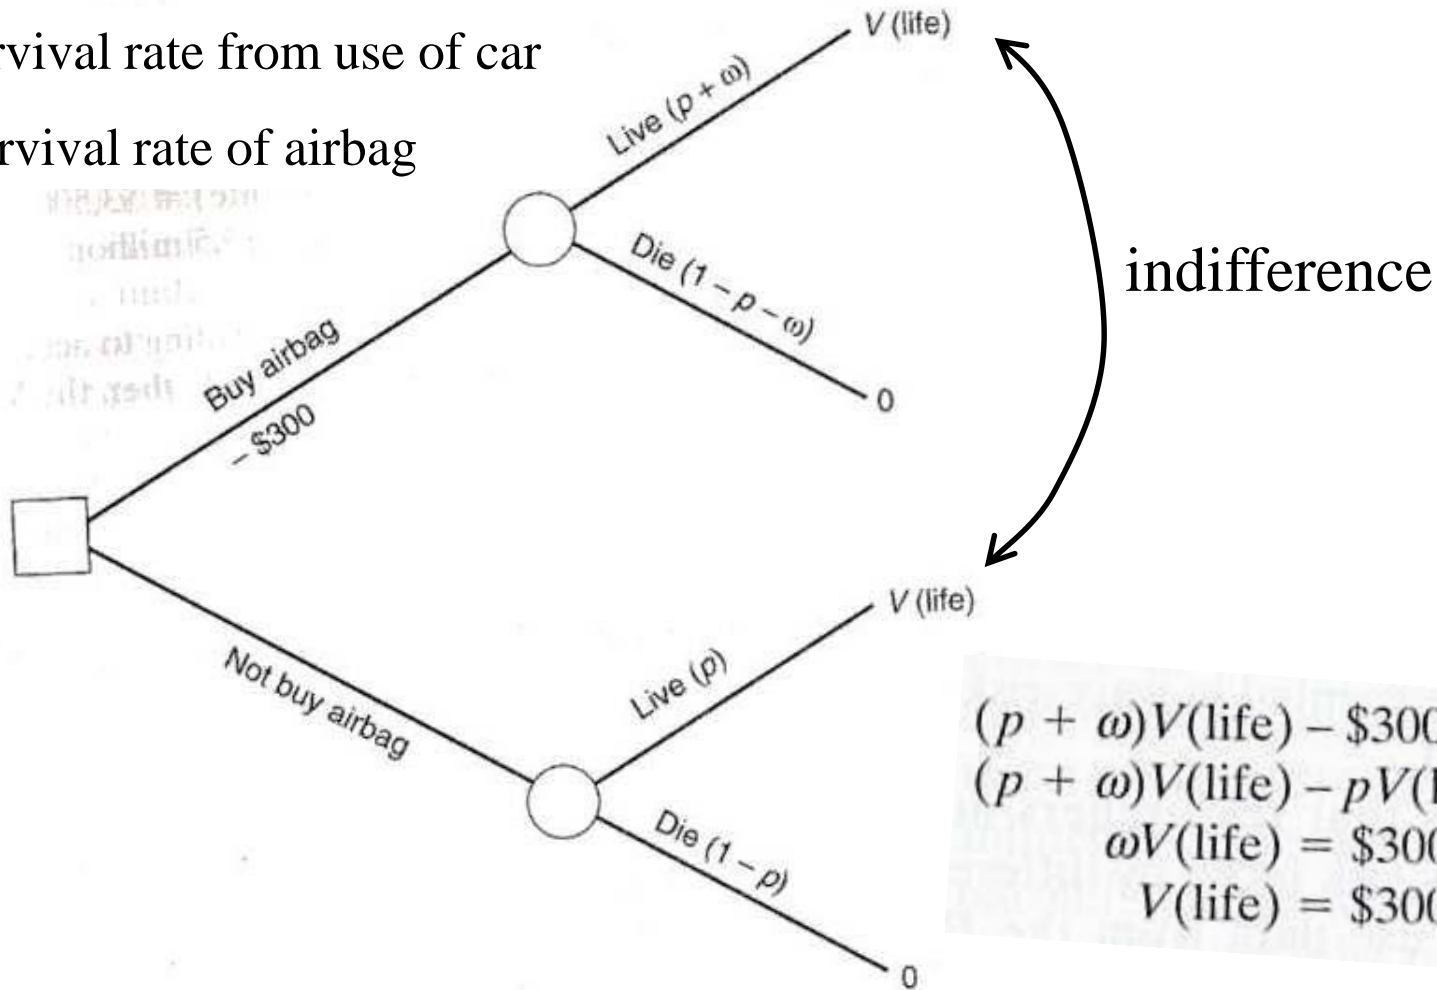 rvival rate from use of car
rvival rate of airbag
V (life)
Live (p + ω)
Die (1 – p – ω)
0
indifference
Buy airbag
– $300
Not buy airbag
V (life)
Live (p)
Die (1 – p)
0
(p + ω)V(life) – $300
(p + ω)V(life) – pV(l
ωV(life) = $300
V(life) = $300